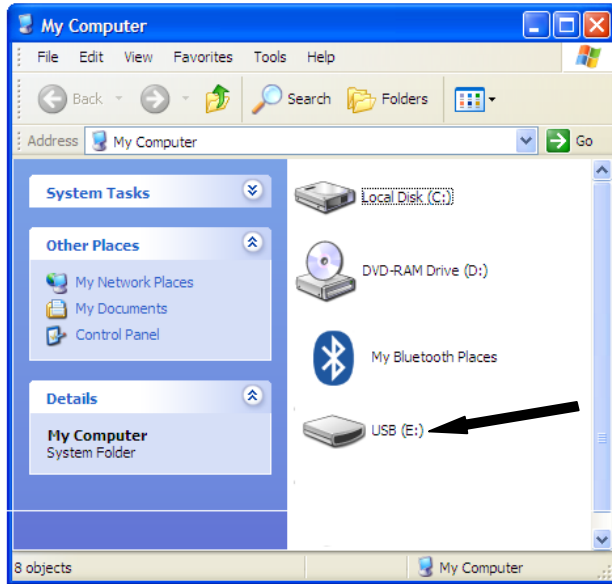 My Computer
File Edit View Favorites Tools Help
Back Search Folders
Address My Computer Go
System Tasks
Other Places
My Network Places
My Documents
Control Panel
Details
My Computer
System Folder
Local Disk (C:)
DVD-RAM Drive (D:)
My Bluetooth Places
USB (E:)
8 objects My Computer